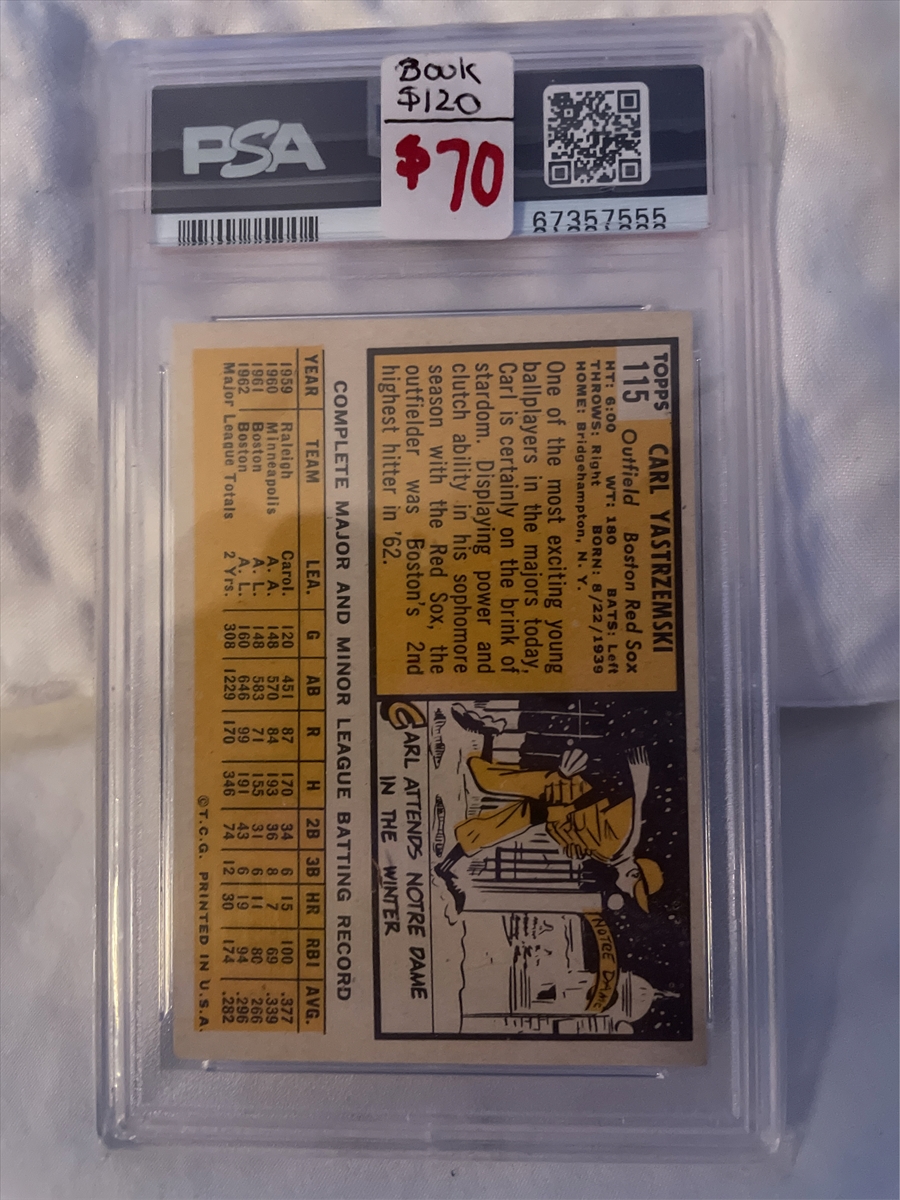 Book
$120
$70
PSA
67357555
TOPPS
115
CARL YASTRZEMSKI
Outfield Boston Red Sox
HT: 6:00 WT: 180 BATS: Left
THROWS: Right BORN: 8/22/1939
HOME: Bridgehampton, N. Y.
One of the most exciting young
ballplayers in the majors today,
Carl is certainly on the brink of
stardom. Displaying power and
clutch ability in his sophomore
season with the Red Sox, the
outfielder was Boston's 2nd
highest hitter in '62.
NOTRE DAME
CARL ATTENDS NOTRE DAME
IN THE WINTER
COMPLETE MAJOR AND MINOR LEAGUE BATTING RECORD
YEAR TEAM LEA. G AB R H 2B 3B HR RBI AVG.
1959 Raleigh Carol. 120 451 87 170 34 6 15 100 .377
1960 Minneapolis A. A. 148 570 84 193 36 8 7 69 .339
1961 Boston A. L. 148 583 71 155 31 6 11 80 .266
1962 Boston A. L. 160 646 99 191 43 6 19 94 .296
Major League Totals 2 Yrs. 308 1229 170 346 74 12 30 174 .282
©T.C.G. PRINTED IN U.S.A.